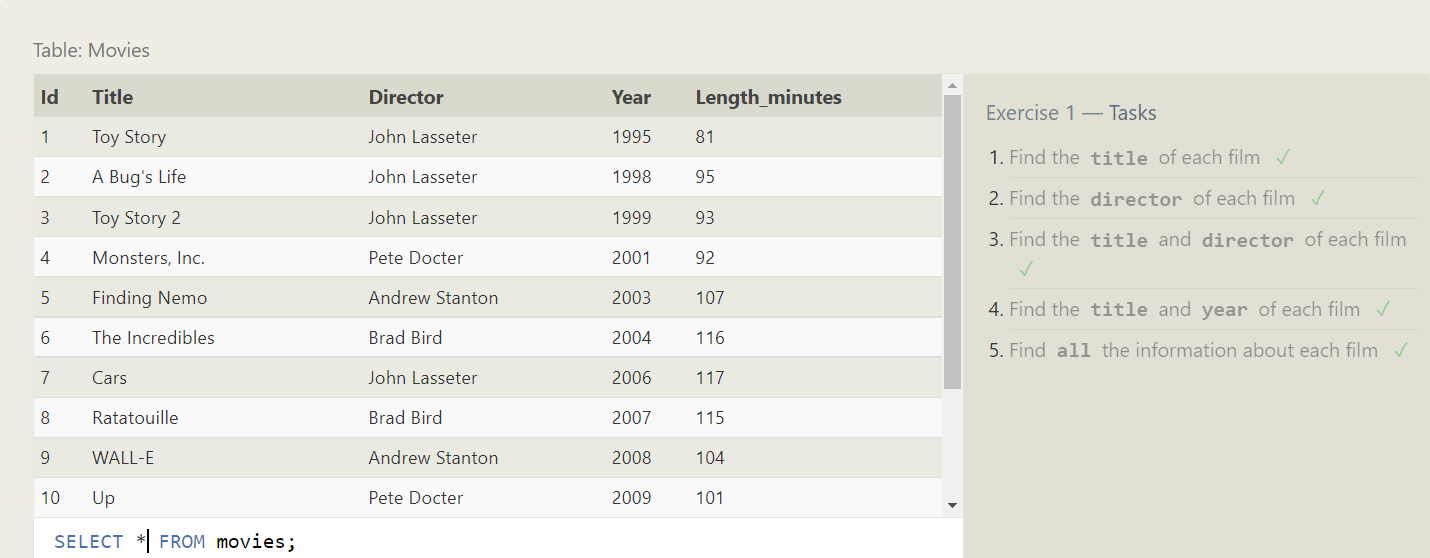 Table: Movies
Id Title Director Year Length_minutes
1 Toy Story John Lasseter 1995 81
2 A Bug's Life John Lasseter 1998 95
3 Toy Story 2 John Lasseter 1999 93
4 Monsters, Inc. Pete Docter 2001 92
5 Finding Nemo Andrew Stanton 2003 107
6 The Incredibles Brad Bird 2004 116
7 Cars John Lasseter 2006 117
8 Ratatouille Brad Bird 2007 115
9 WALL-E Andrew Stanton 2008 104
10 Up Pete Docter 2009 101
SELECT * FROM movies;
Exercise 1 — Tasks
1. Find the title of each film ✓
2. Find the director of each film ✓
3. Find the title and director of each film
✓
4. Find the title and year of each film ✓
5. Find all the information about each film ✓